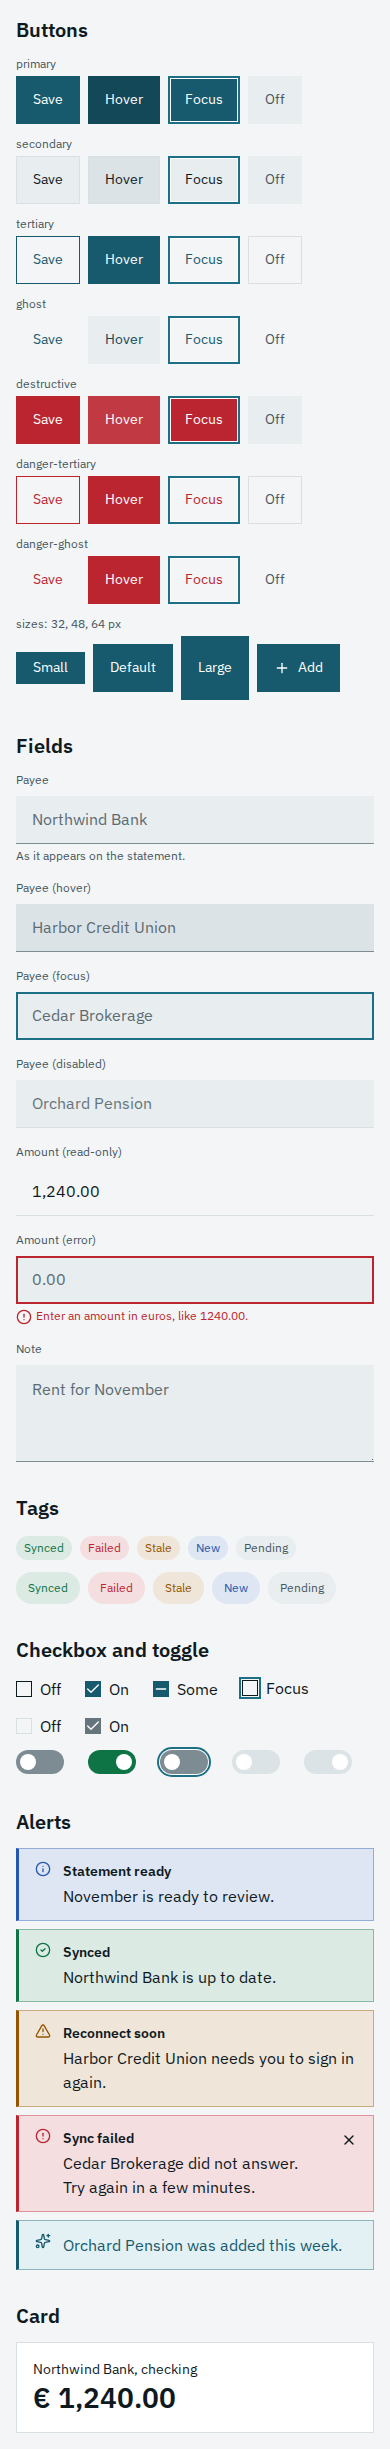 Buttons
primary
Save Hover Focus Off
secondary
Save Hover Focus Off
tertiary
Save Hover Focus Off
ghost
Save Hover Focus Off
destructive
Save Hover Focus Off
danger-tertiary
Save Hover Focus Off
danger-ghost
Save Hover Focus Off
sizes: 32, 48, 64 px
Small Default Large + Add
Fields
Payee
Northwind Bank
As it appears on the statement.
Payee (hover)
Harbor Credit Union
Payee (focus)
Cedar Brokerage
Payee (disabled)
Orchard Pension
Amount (read-only)
1,240.00
Amount (error)
0.00
Enter an amount in euros, like 1240.00.
Note
Rent for November
Tags
Synced Failed Stale New Pending
Synced Failed Stale New Pending
Checkbox and toggle
Off On Some Focus
Off On
Alerts
Statement ready
November is ready to review.
Synced
Northwind Bank is up to date.
Reconnect soon
Harbor Credit Union needs you to sign in
again.
Sync failed
Cedar Brokerage did not answer.
Try again in a few minutes.
Orchard Pension was added this week.
Card
Northwind Bank, checking
€ 1,240.00